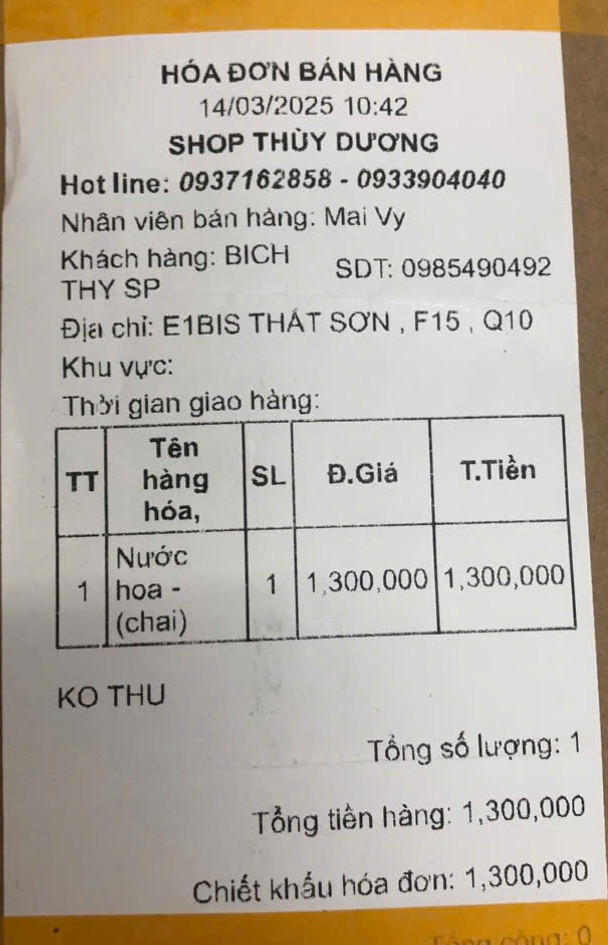 HÓA ĐƠN BÁN HÀNG
14/03/2025 10:42
SHOP THÙY DƯƠNG
Hot line: 0937162858 - 0933904040
Nhân viên bán hàng: Mai Vy
Khách hàng: BICH THY SP SDT: 0985490492
Địa chỉ: E1BIS THẤT SƠN , F15 , Q10
Khu vực:
Thời gian giao hàng:
TT Tên hàng hóa, SL Đ.Giá T.Tiền
1 Nước hoa - (chai) 1 1,300,000 1,300,000
KO THU
Tổng số lượng: 1
Tổng tiền hàng: 1,300,000
Chiết khấu hóa đơn: 1,300,000
Tổng cộng: 0